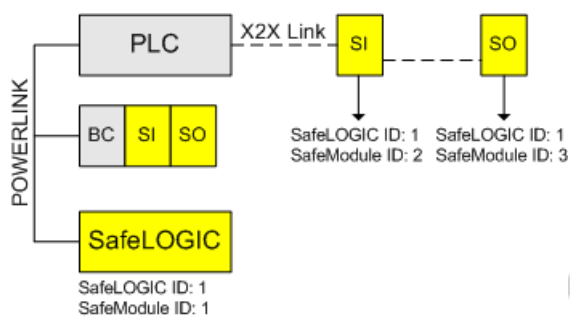 PLC
X2X Link
SI
SO
POWERLINK
BC
SI
SO
SafeLOGIC ID: 1
SafeModule ID: 2
SafeLOGIC ID: 1
SafeModule ID: 3
SafeLOGIC
SafeLOGIC ID: 1
SafeModule ID: 1